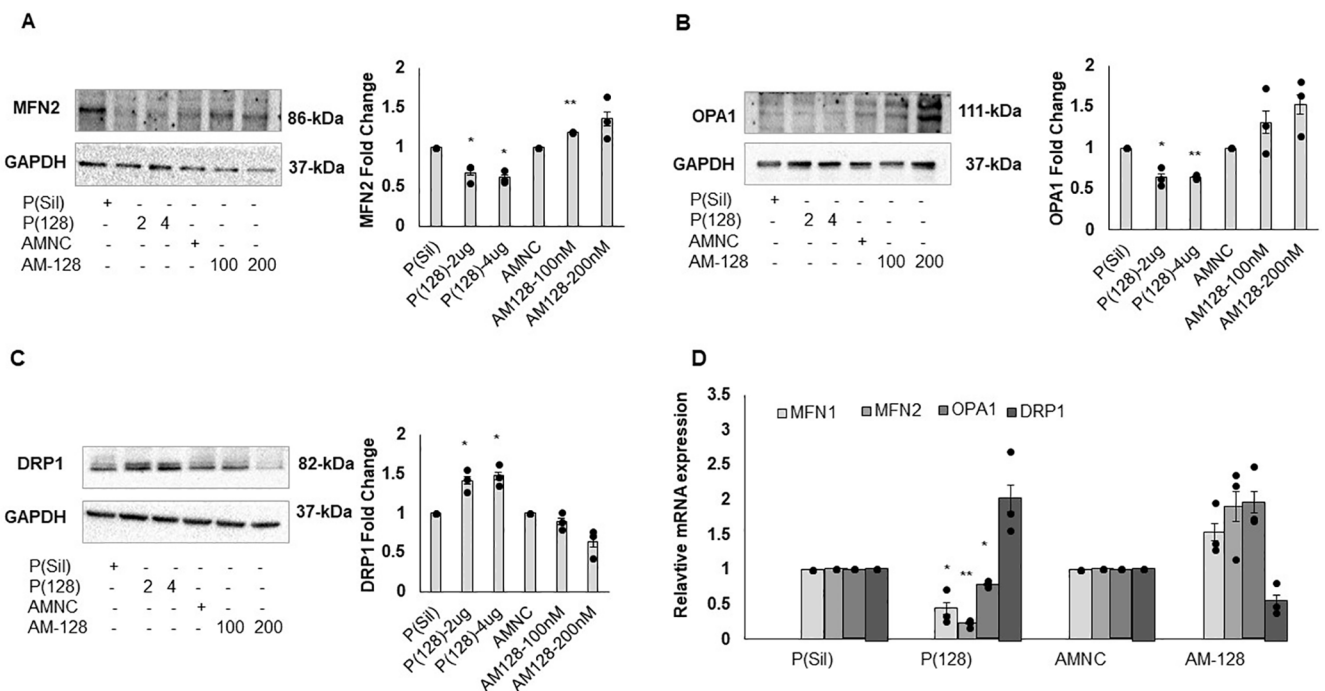 A
MFN2
86-kDa
GAPDH
37-kDa
P(Sil) + - - - - -
P(128) - 2 4 - - -
AMNC - - - + - -
AM-128 - - - - 100 200
MFN2 Fold Change
2
1.5
1
0.5
0
* * **
P(Sil)
P(128)-2ug
P(128)-4ug
AMNC
AM128-100nM
AM128-200nM
B
OPA1
111-kDa
GAPDH
37-kDa
P(Sil) + - - - - -
P(128) - 2 4 - - -
AMNC - - - + - -
AM-128 - - - - 100 200
OPA1 Fold Change
2
1.5
1
0.5
0
* **
P(Sil)
P(128)-2ug
P(128)-4ug
AMNC
AM128-100nM
AM128-200nM
C
DRP1
82-kDa
GAPDH
37-kDa
P(Sil) + - - - - -
P(128) - 2 4 - - -
AMNC - - - + - -
AM-128 - - - - 100 200
DRP1 Fold Change
2
1.5
1
0.5
0
* *
P(Sil)
P(128)-2ug
P(128)-4ug
AMNC
AM128-100nM
AM128-200nM
D
Relavtive mRNA expression
3.5
3
2.5
2
1.5
1
0.5
0
MFN1 MFN2 OPA1 DRP1
* ** *
P(Sil) P(128) AMNC AM-128